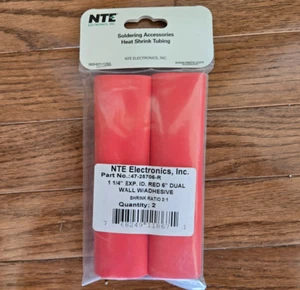 NTE
Soldering Accessories
Heat Shrink Tubing
NTE ELECTRONICS, INC.
NTE Electronics, Inc.
Part No.:47-25706-R
1 1/4" EXP. ID. RED 6" DUAL
WALL W/ADHESIVE
SHRINK RATIO 3:1
Quantity: 2